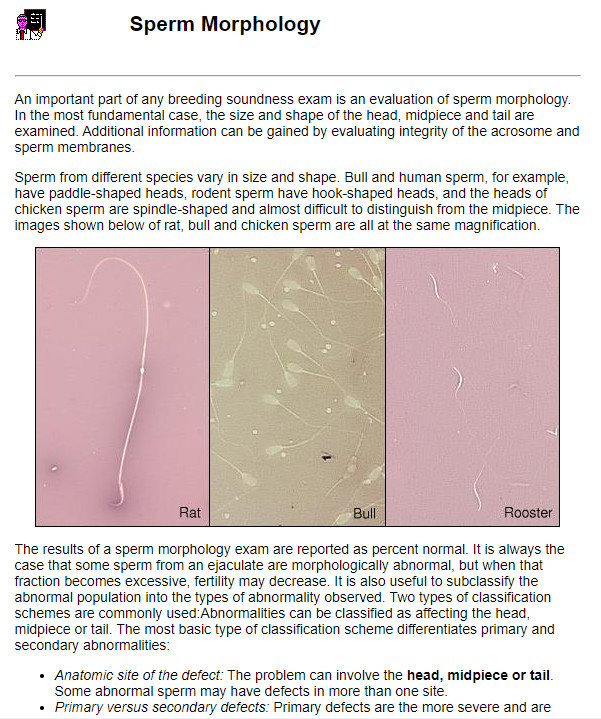 Sperm Morphology
An important part of any breeding soundness exam is an evaluation of sperm morphology.
In the most fundamental case, the size and shape of the head, midpiece and tail are
examined. Additional information can be gained by evaluating integrity of the acrosome and
sperm membranes.
Sperm from different species vary in size and shape. Bull and human sperm, for example,
have paddle-shaped heads, rodent sperm have hook-shaped heads, and the heads of
chicken sperm are spindle-shaped and almost difficult to distinguish from the midpiece. The
images shown below of rat, bull and chicken sperm are all at the same magnification.
Rat
Bull
Rooster
The results of a sperm morphology exam are reported as percent normal. It is always the
case that some sperm from an ejaculate are morphologically abnormal, but when that
fraction becomes excessive, fertility may decrease. It is also useful to subclassify the
abnormal population into the types of abnormality observed. Two types of classification
schemes are commonly used:Abnormalities can be classified as affecting the head,
midpiece or tail. The most basic type of classification scheme differentiates primary and
secondary abnormalities:
• Anatomic site of the defect: The problem can involve the head, midpiece or tail.
Some abnormal sperm may have defects in more than one site.
• Primary versus secondary defects: Primary defects are the more severe and are